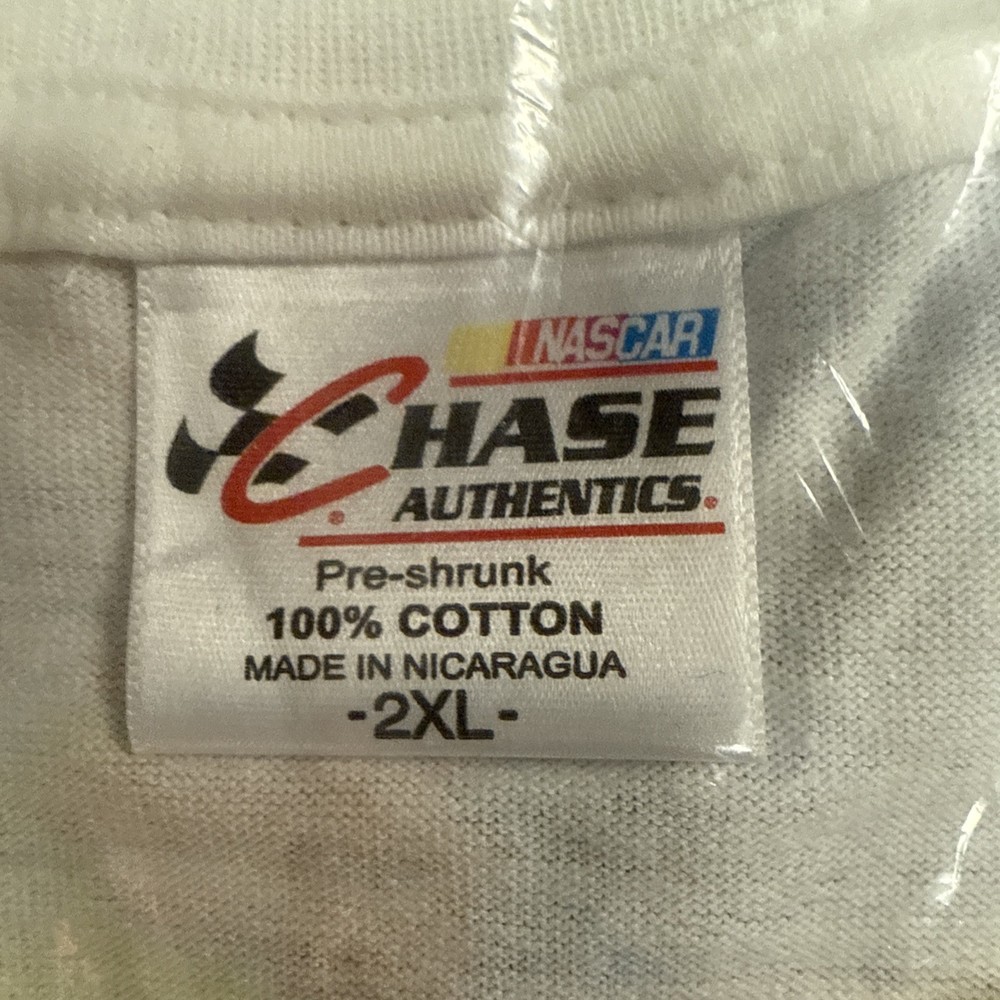 NASCAR
CHASE
AUTHENTICS®
Pre-shrunk
100% COTTON
MADE IN NICARAGUA
-2XL-